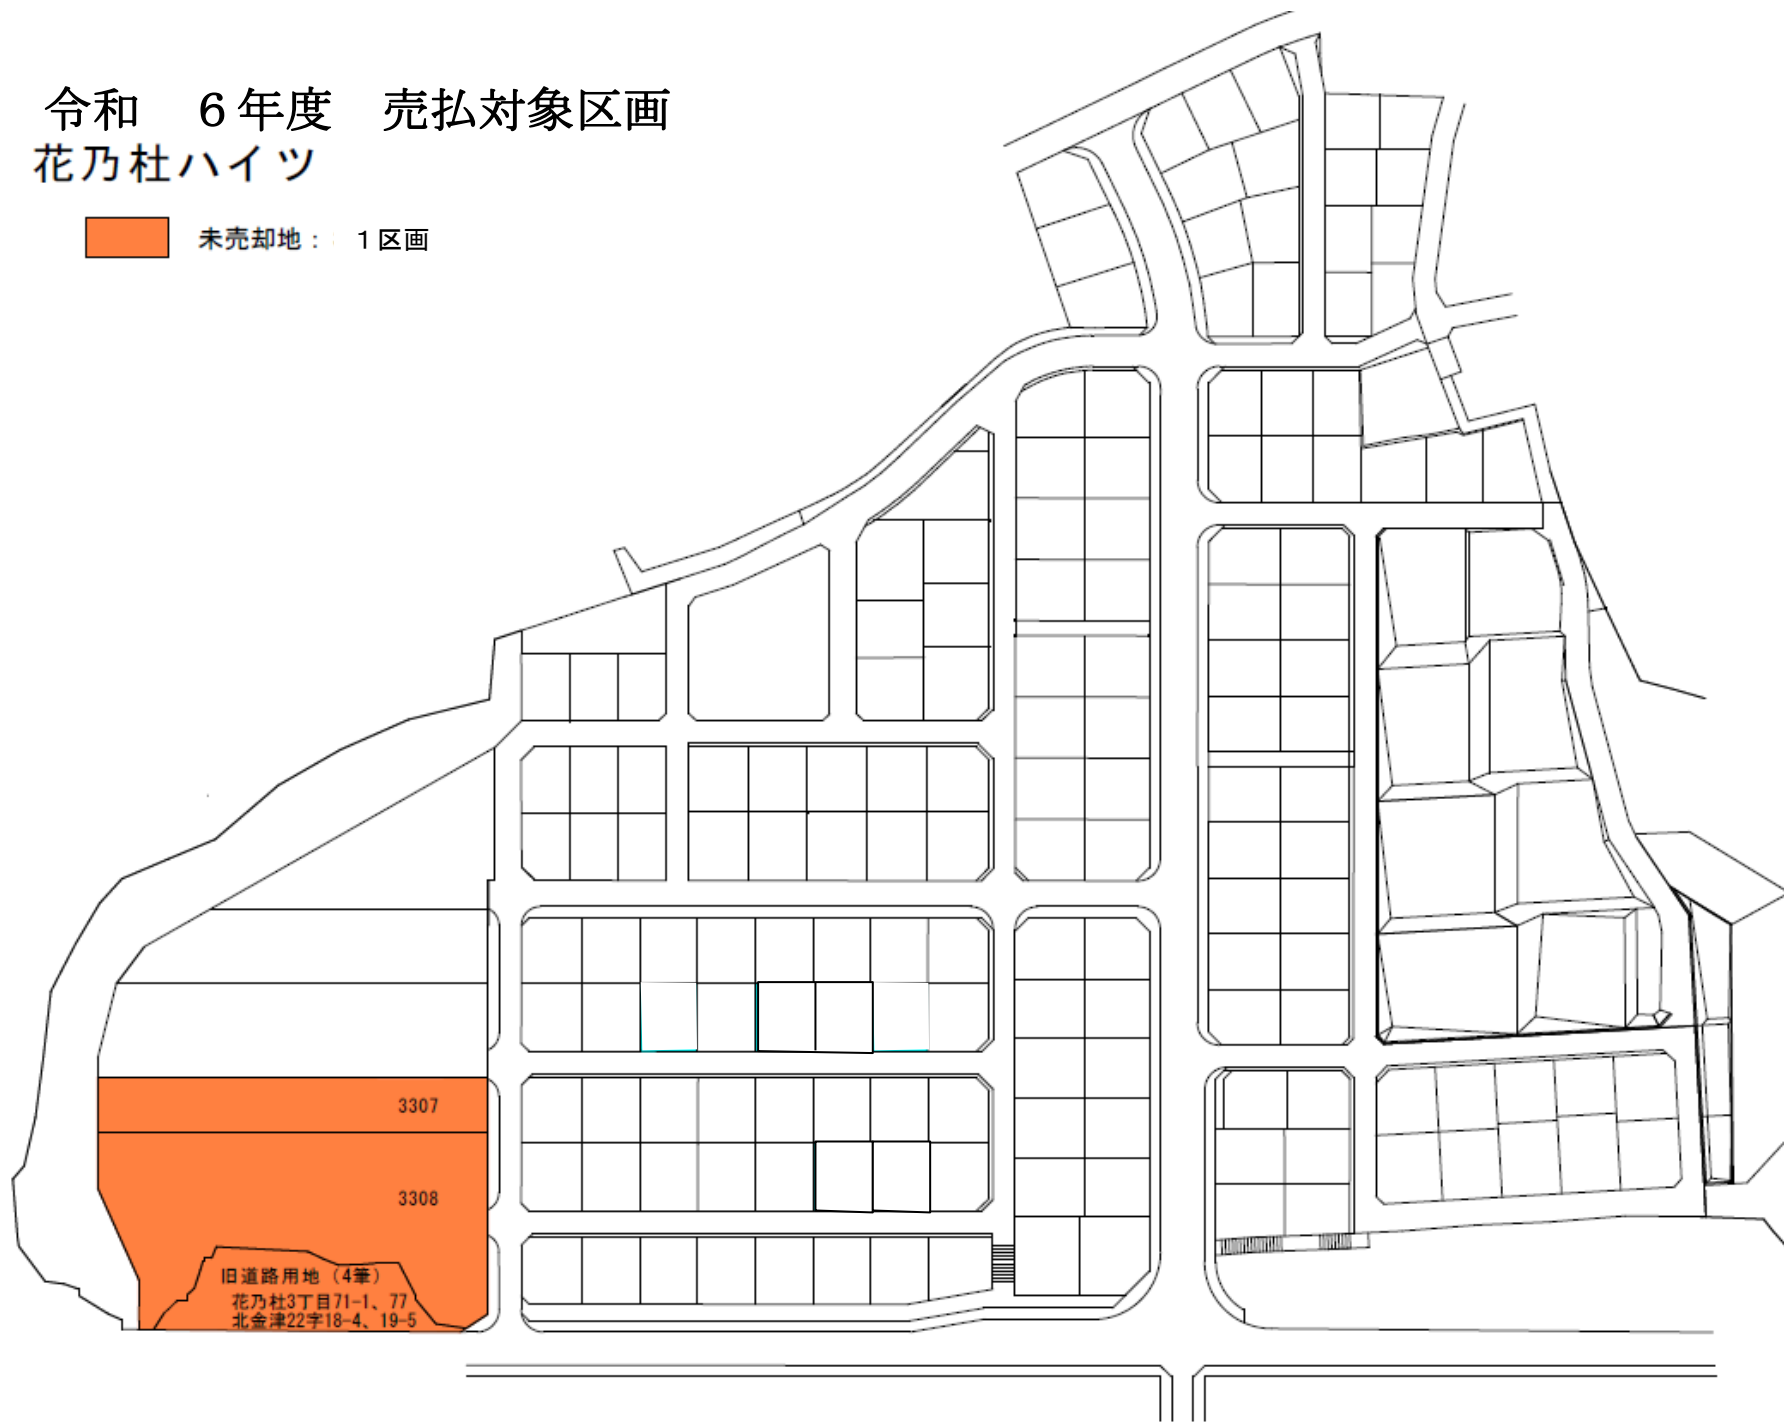 令和　６年度　売払対象区画
花乃杜ハイツ
未売却地：　１区画
3307
3308
旧道路用地（4筆）
花乃杜3丁目71-1、77
北金津22字18-4、19-5